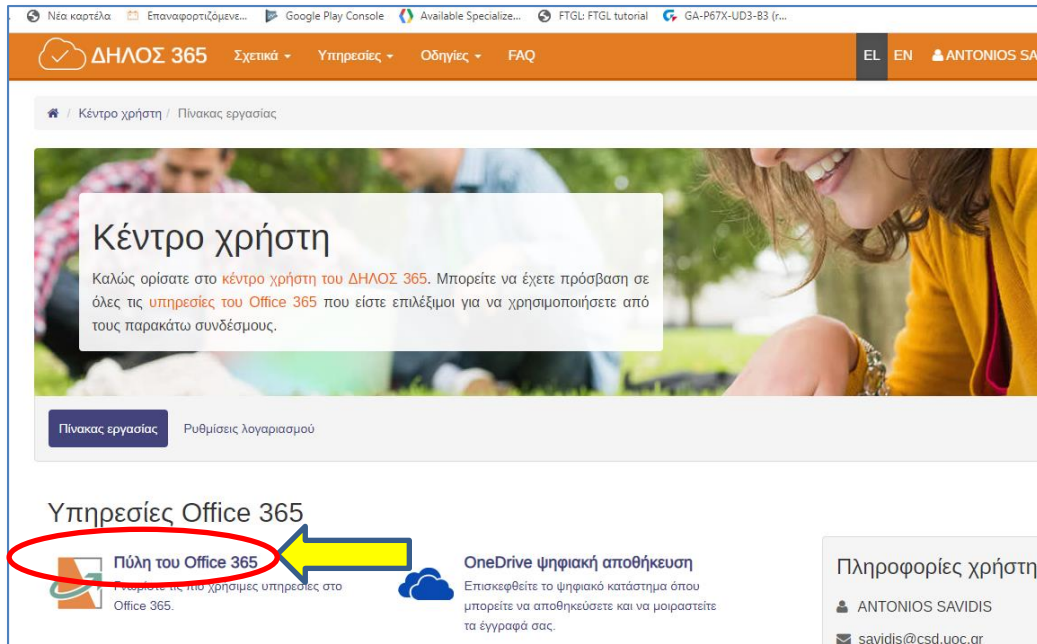 Νέα καρτέλα Επαναφορτιζόμενε... Google Play Console Available Specialize... FTGL: FTGL tutorial GA-P67X-UD3-B3 (r...
ΔΗΛΟΣ 365 Σχετικά Υπηρεσίες Οδηγίες FAQ EL EN ANTONIOS SA
/ Κέντρο χρήστη / Πίνακας εργασίας
Κέντρο χρήστη
Καλώς ορίσατε στο κέντρο χρήστη του ΔΗΛΟΣ 365. Μπορείτε να έχετε πρόσβαση σε
όλες τις υπηρεσίες του Office 365 που είστε επιλέξιμοι για να χρησιμοποιήσετε από
τους παρακάτω συνδέσμους.
Πίνακας εργασίας Ρυθμίσεις λογαριασμού
Υπηρεσίες Office 365
Πύλη του Office 365
Γνωρίστε τις πιο χρήσιμες υπηρεσίες στο
Office 365.
OneDrive ψηφιακή αποθήκευση
Επισκεφθείτε το ψηφιακό κατάστημα όπου
μπορείτε να αποθηκεύσετε και να μοιραστείτε
τα έγγραφά σας.
Πληροφορίες χρήστη
ANTONIOS SAVIDIS
savidis@csd.uoc.gr